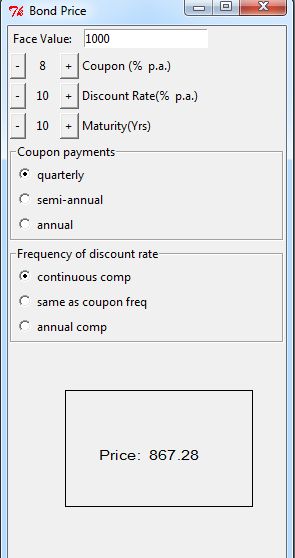 Bond Price
Face Value: 1000
- 8 + Coupon (% p.a.)
- 10 + Discount Rate(% p.a.)
- 10 + Maturity(Yrs)
Coupon payments
quarterly
semi-annual
annual
Frequency of discount rate
continuous comp
same as coupon freq
annual comp
Price: 867.28